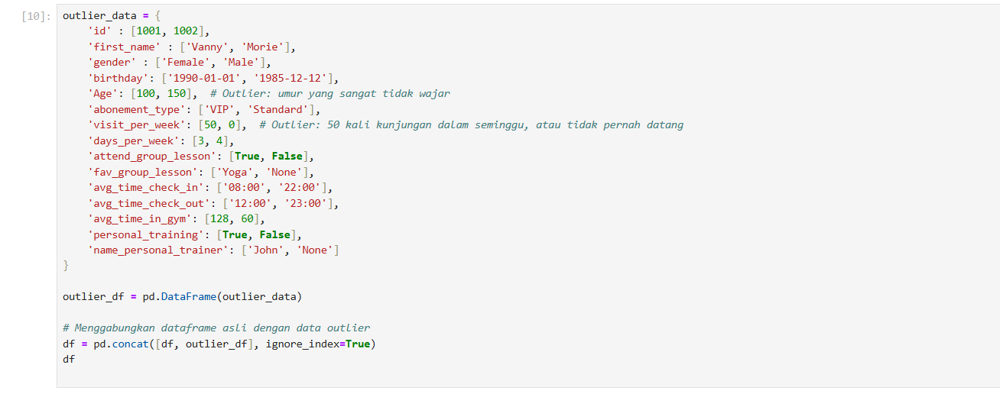 [10]:
outlier_data = {
    'id' : [1001, 1002],
    'first_name' : ['Vanny', 'Morie'],
    'gender' : ['Female', 'Male'],
    'birthday': ['1990-01-01', '1985-12-12'],
    'Age': [100, 150],  # Outlier: umur yang sangat tidak wajar
    'abonement_type': ['VIP', 'Standard'],
    'visit_per_week': [50, 0],  # Outlier: 50 kali kunjungan dalam seminggu, atau tidak pernah datang
    'days_per_week': [3, 4],
    'attend_group_lesson': [True, False],
    'fav_group_lesson': ['Yoga', 'None'],
    'avg_time_check_in': ['08:00', '22:00'],
    'avg_time_check_out': ['12:00', '23:00'],
    'avg_time_in_gym': [128, 60],
    'personal_training': [True, False],
    'name_personal_trainer': ['John', 'None']
}
outlier_df = pd.DataFrame(outlier_data)
# Menggabungkan dataframe asli dengan data outlier
df = pd.concat([df, outlier_df], ignore_index=True)
df